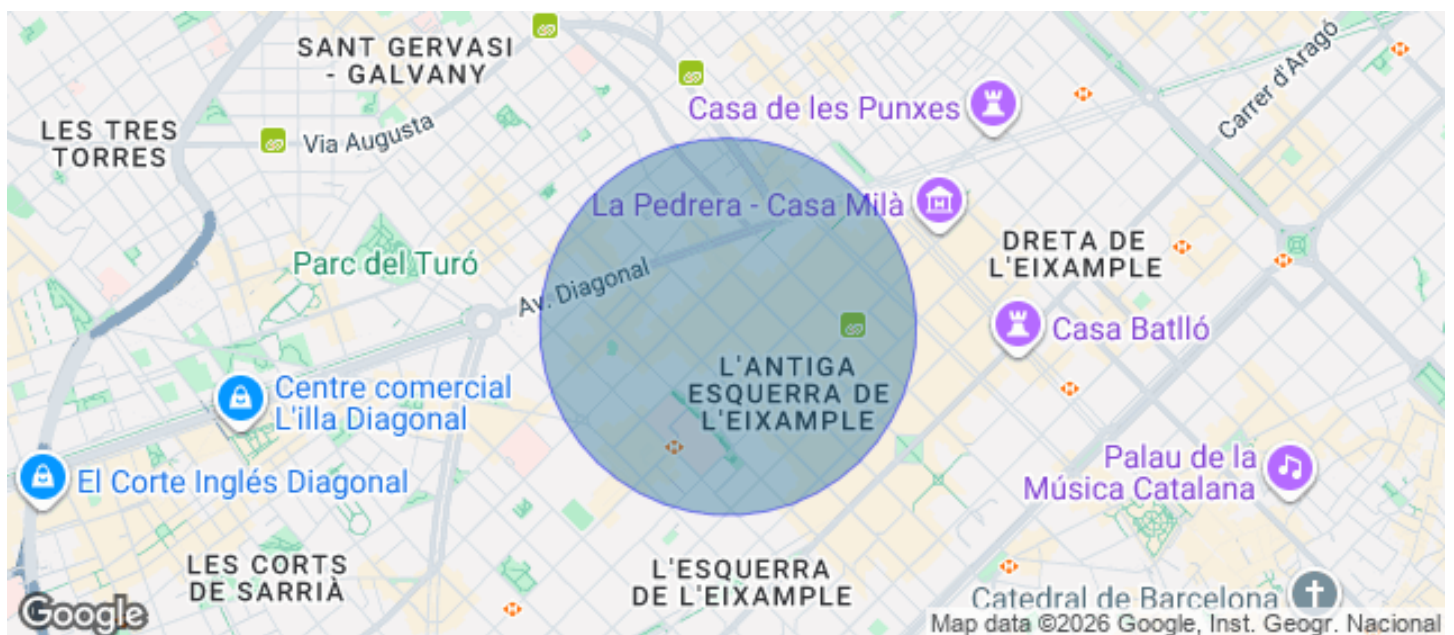 SANT GERVASI
- GALVANY
Casa de les Punxes
Carrer d'Aragó
LES TRES
TORRES
Via Augusta
La Pedrera - Casa Milà
DRETA DE
L'EIXAMPLE
Parc del Turó
Av. Diagonal
Casa Batlló
L'ANTIGA
ESQUERRA DE
L'EIXAMPLE
Centre comercial
L'illa Diagonal
El Corte Inglés Diagonal
Palau de la
Música Catalana
LES CORTS
DE SARRIÀ
L'ESQUERRA
DE L'EIXAMPLE
Catedral de Barcelona
Google
Map data ©2026 Google, Inst. Geogr. Nacional